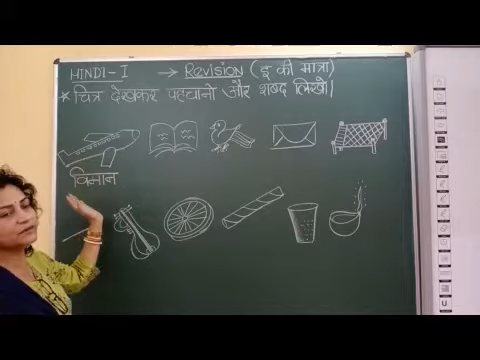 HINDI-I → Revision (इ की मात्रा)
★ चित्र देखकर पहचानो और शब्द लिखो।
विमान